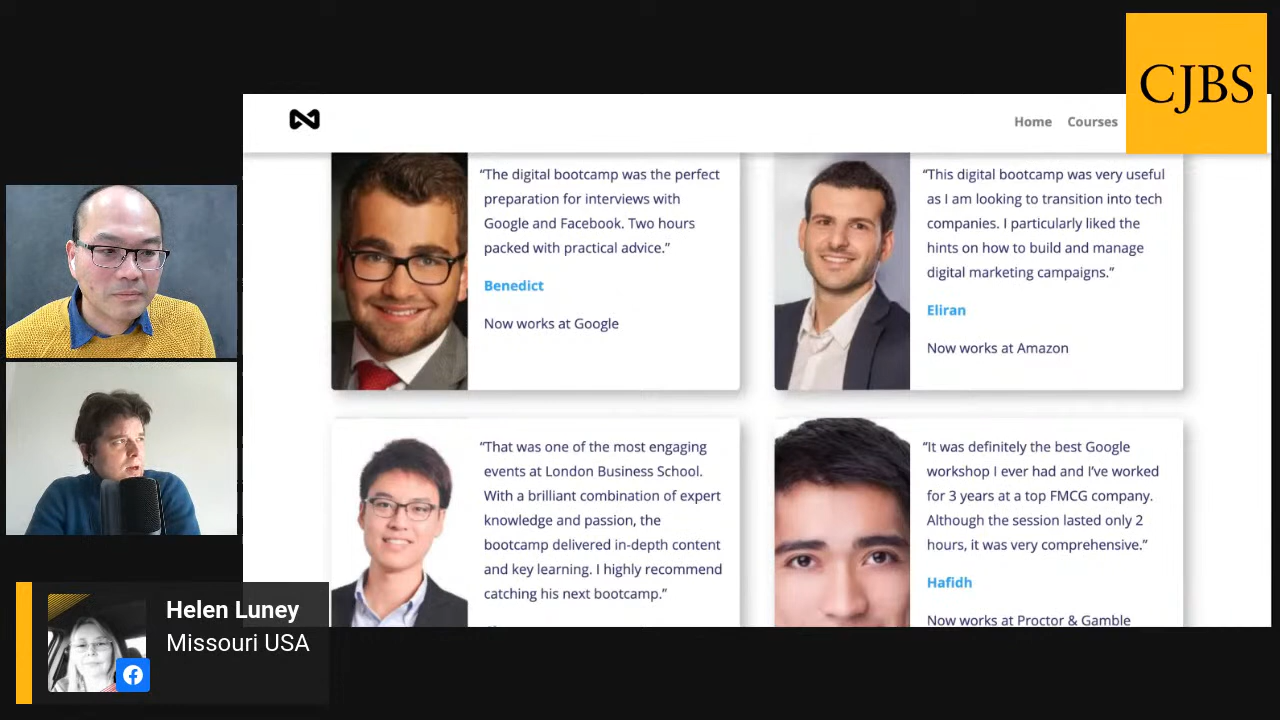 CJBS
Home Courses
“The digital bootcamp was the perfect
preparation for interviews with
Google and Facebook. Two hours
packed with practical advice.”
Benedict
Now works at Google
“This digital bootcamp was very useful
as I am looking to transition into tech
companies. I particularly liked the
hints on how to build and manage
digital marketing campaigns.”
Eliran
Now works at Amazon
“That was one of the most engaging
events at London Business School.
With a brilliant combination of expert
knowledge and passion, the
bootcamp delivered in-depth content
and key learning. I highly recommend
catching his next bootcamp.”
“It was definitely the best Google
workshop I ever had and I’ve worked
for 3 years at a top FMCG company.
Although the session lasted only 2
hours, it was very comprehensive.”
Hafidh
Now works at Proctor & Gamble
Helen Luney
Missouri USA